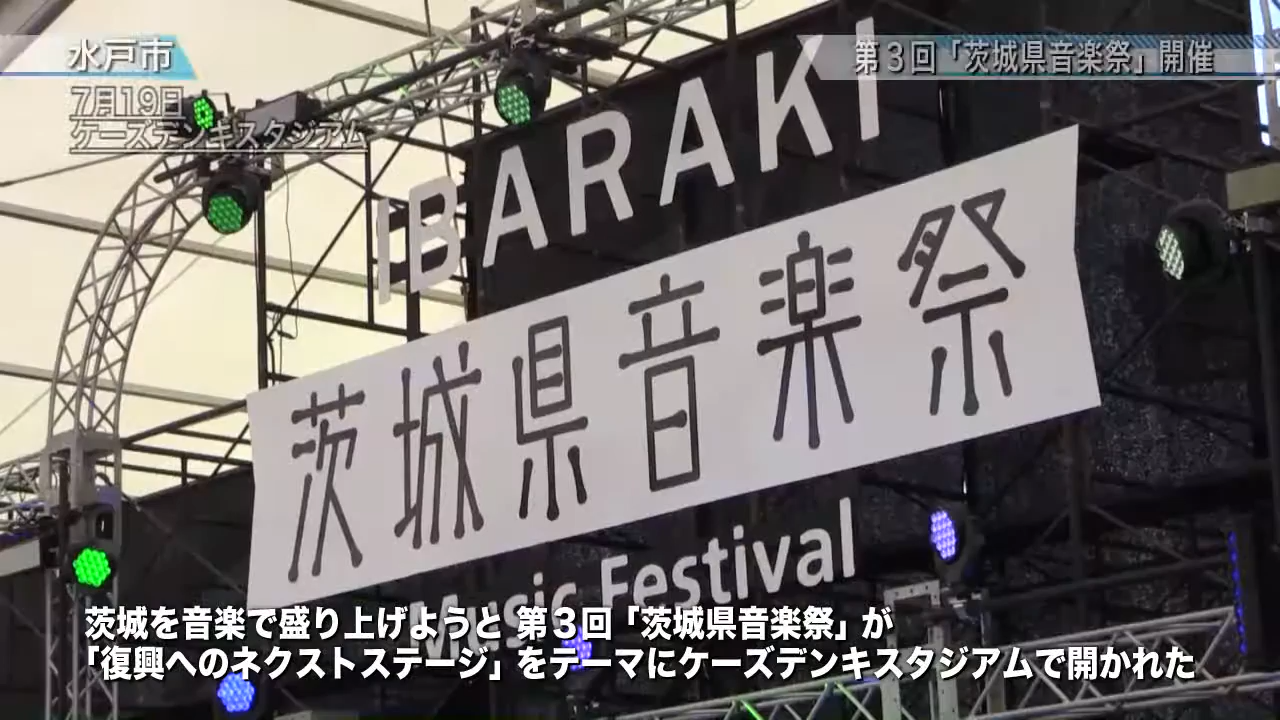 水戸市
7月19日
ケーズデンキスタジアム
第3回「茨城県音楽祭」開催
IBARAKI
茨城県音楽祭
Music Festival
茨城を音楽で盛り上げようと 第3回「茨城県音楽祭」が
「復興へのネクストステージ」をテーマにケーズデンキスタジアムで開かれた